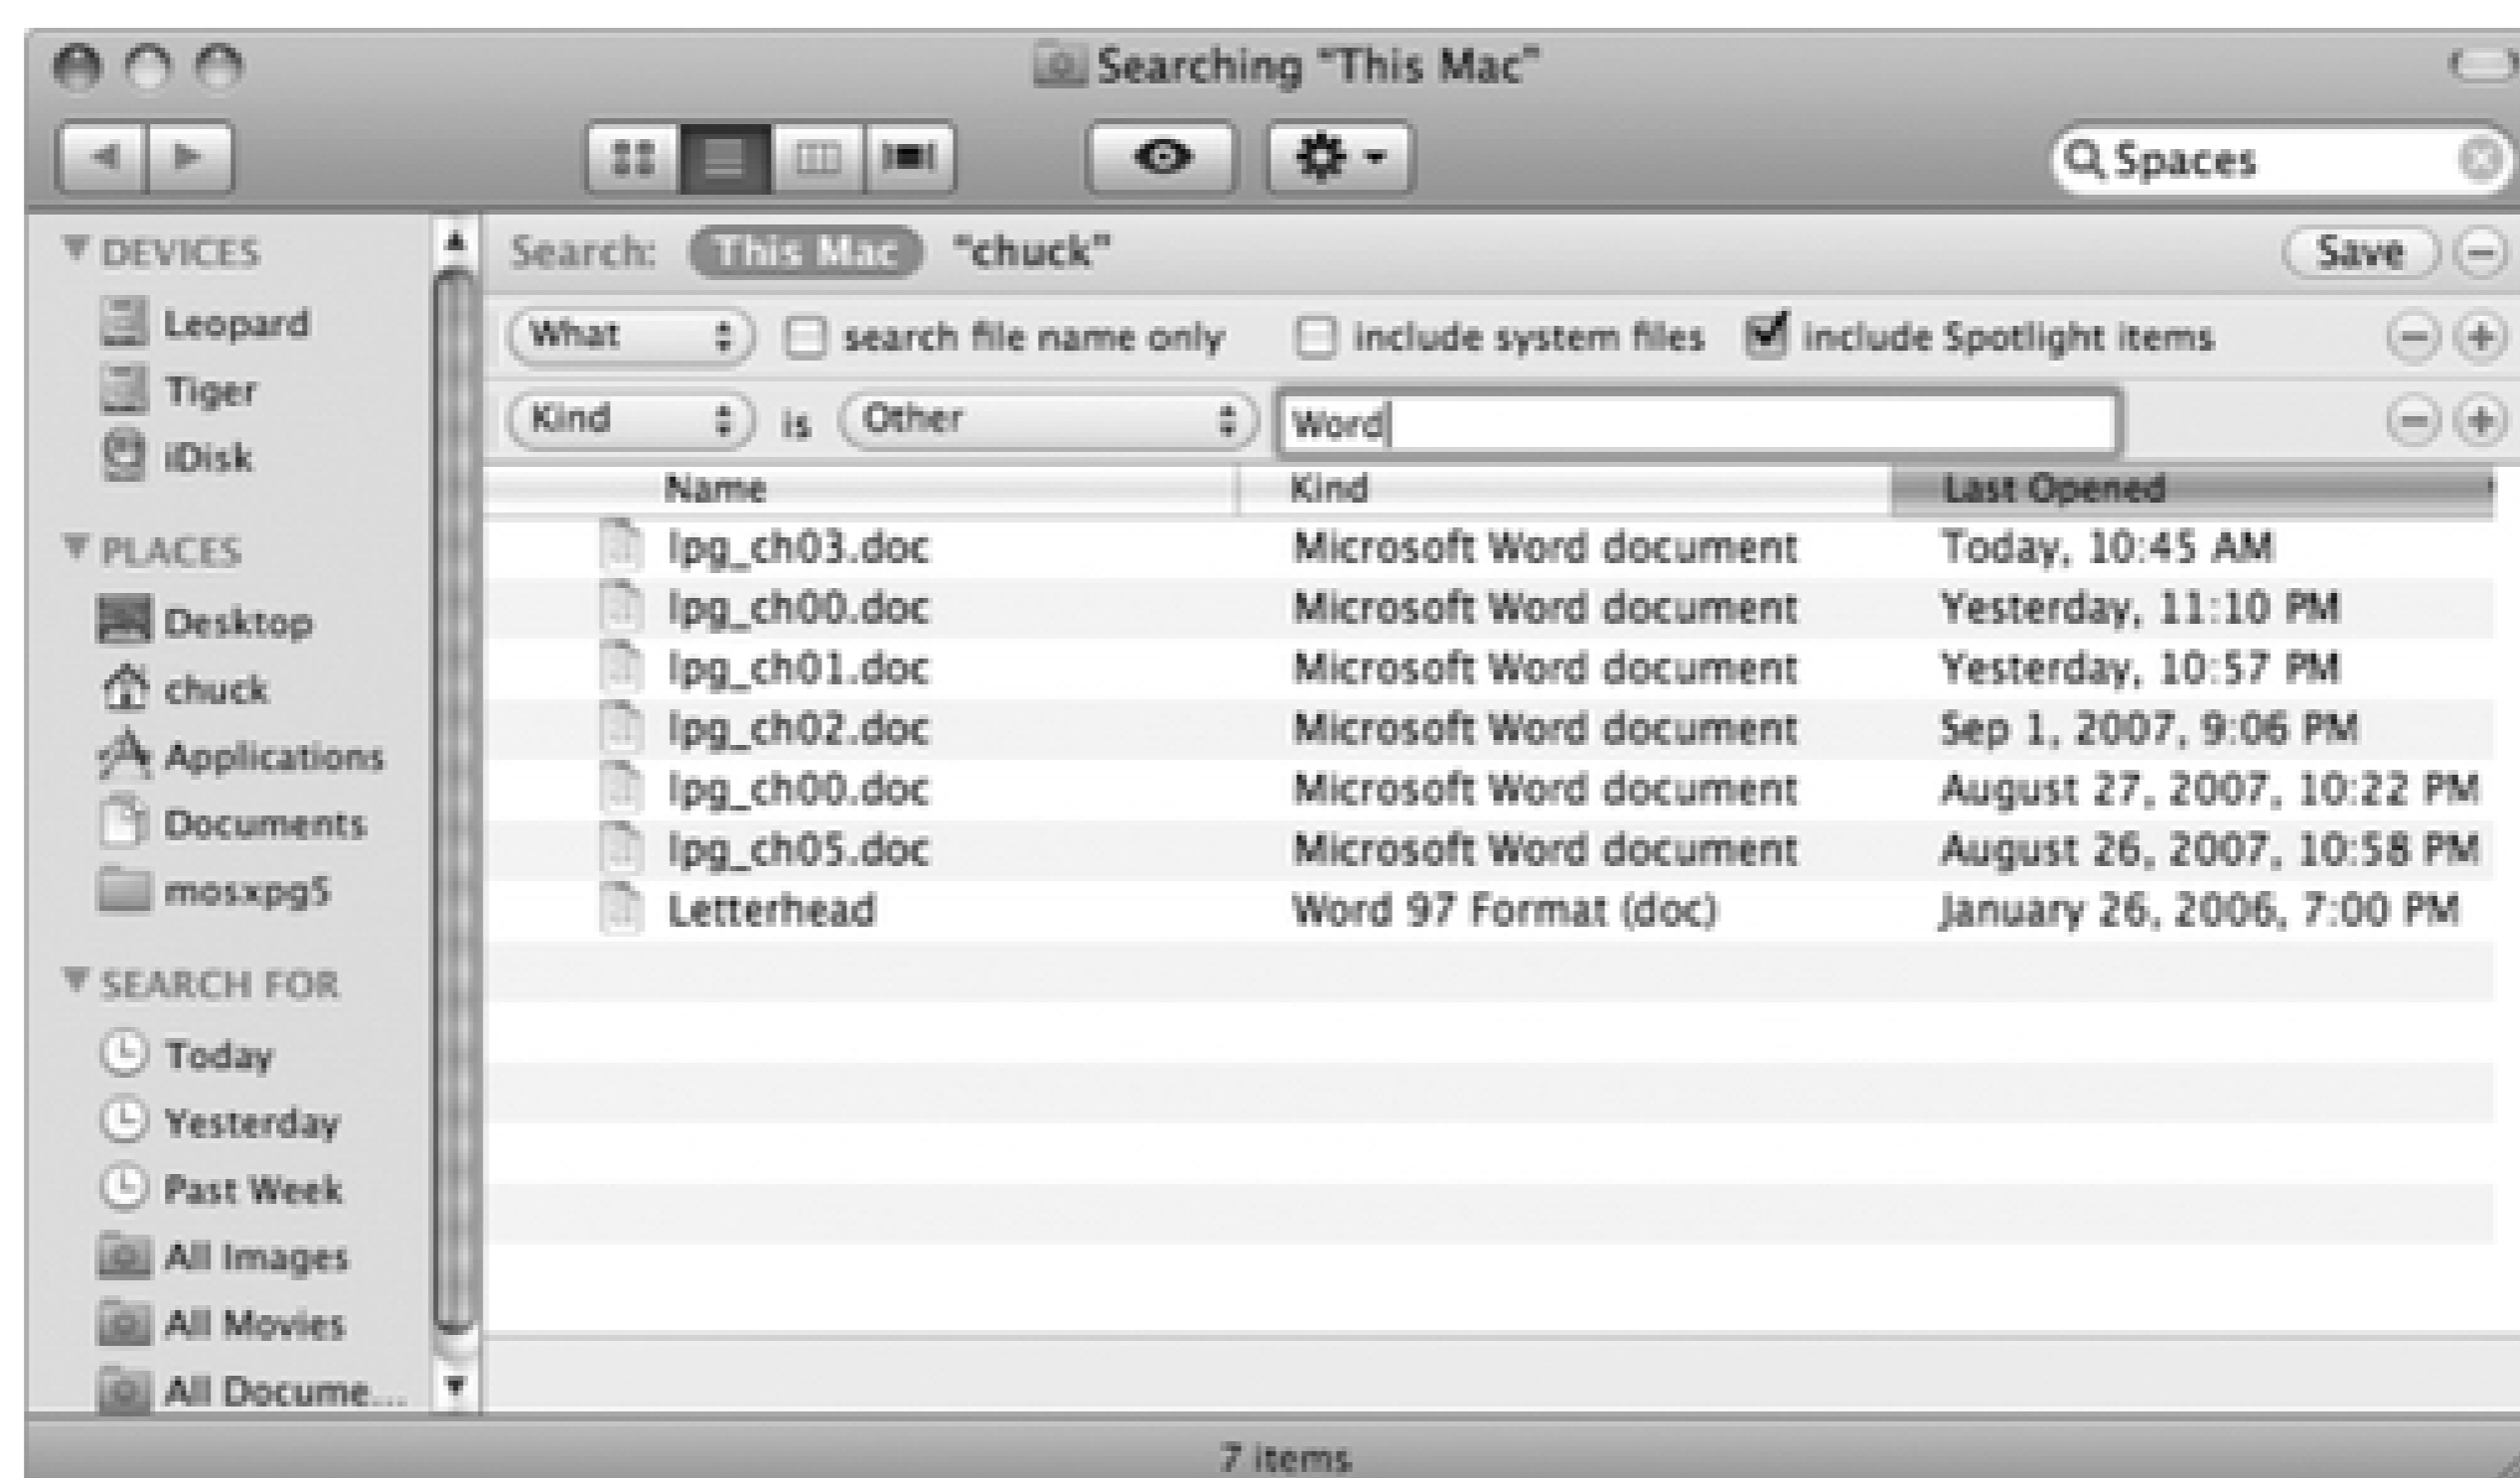 Searching "This Mac"
Spaces
DEVICES
Leopard
Tiger
iDisk
PLACES
Desktop
chuck
Applications
Documents
mosxpg5
SEARCH FOR
Today
Yesterday
Past Week
All Images
All Movies
All Docume...
Search: This Mac "chuck" Save
What search file name only include system files include Spotlight items
Kind is Other Word
Name Kind Last Opened
lpg_ch03.doc Microsoft Word document Today, 10:45 AM
lpg_ch00.doc Microsoft Word document Yesterday, 11:10 PM
lpg_ch01.doc Microsoft Word document Yesterday, 10:57 PM
lpg_ch02.doc Microsoft Word document Sep 1, 2007, 9:06 PM
lpg_ch00.doc Microsoft Word document August 27, 2007, 10:22 PM
lpg_ch05.doc Microsoft Word document August 26, 2007, 10:58 PM
Letterhead Word 97 Format (doc) January 26, 2006, 7:00 PM
7 items